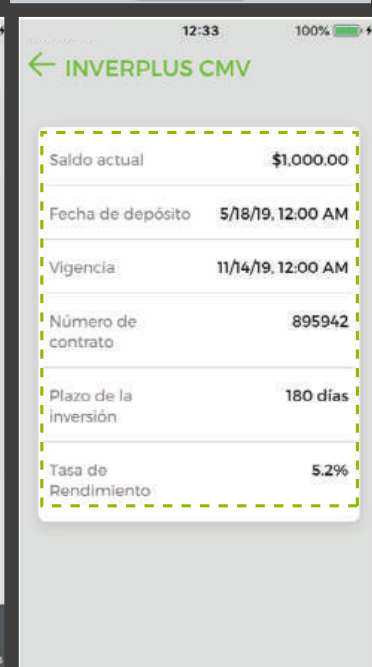 12:33 100%
INVERPLUS CMV
Saldo actual $1,000.00
Fecha de depósito 5/18/19, 12:00 AM
Vigencia 11/14/19, 12:00 AM
Número de 895942
contrato
Plazo de la 180 días
inversión
Tasa de 5.2%
Rendimiento